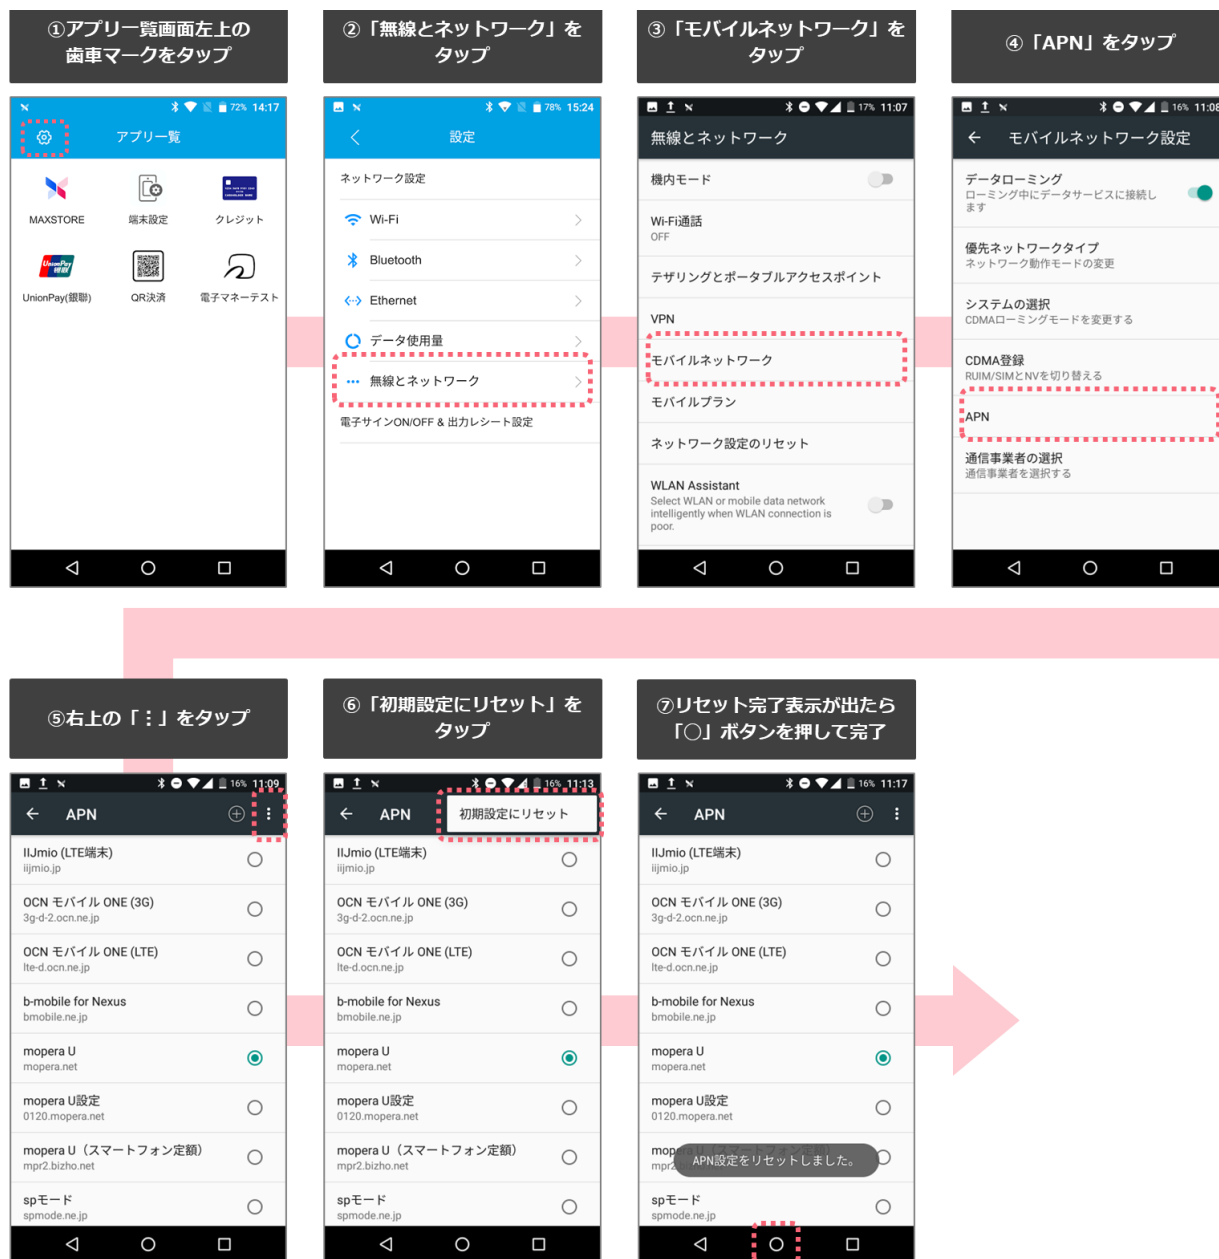 ①アプリ一覧画面左上の
歯車マークをタップ
72% 14:17
アプリ一覧
MAXSTORE
端末設定
クレジット
UnionPay
銀联
UnionPay(銀聯)
QR決済
電子マネーテスト
②「無線とネットワーク」を
タップ
78% 15:24
設定
ネットワーク設定
Wi-Fi
Bluetooth
Ethernet
データ使用量
無線とネットワーク
電子サインON/OFF & 出力レシート設定
③「モバイルネットワーク」を
タップ
17% 11:07
無線とネットワーク
機内モード
Wi-Fi通話
OFF
テザリングとポータブルアクセスポイント
VPN
モバイルネットワーク
モバイルプラン
ネットワーク設定のリセット
WLAN Assistant
Select WLAN or mobile data network
intelligently when WLAN connection is
poor.
④「APN」をタップ
16% 11:08
モバイルネットワーク設定
データローミング
ローミング中にデータサービスに接続し
ます
優先ネットワークタイプ
ネットワーク動作モードの変更
システムの選択
CDMAローミングモードを変更する
CDMA登録
RUIM/SIMとNVを切り替える
APN
通信事業者の選択
通信事業者を選択する
⑤右上の「⋮」をタップ
16% 11:09
APN
IIJmio (LTE端末)
iijmio.jp
OCN モバイル ONE (3G)
3g-d-2.ocn.ne.jp
OCN モバイル ONE (LTE)
lte-d.ocn.ne.jp
b-mobile for Nexus
bmobile.ne.jp
mopera U
mopera.net
mopera U設定
0120.mopera.net
mopera U（スマートフォン定額）
mpr2.bizho.net
spモード
spmode.ne.jp
⑥「初期設定にリセット」を
タップ
16% 11:13
APN
初期設定にリセット
IIJmio (LTE端末)
iijmio.jp
OCN モバイル ONE (3G)
3g-d-2.ocn.ne.jp
OCN モバイル ONE (LTE)
lte-d.ocn.ne.jp
b-mobile for Nexus
bmobile.ne.jp
mopera U
mopera.net
mopera U設定
0120.mopera.net
mopera U（スマートフォン定額）
mpr2.bizho.net
spモード
spmode.ne.jp
⑦リセット完了表示が出たら
「○」ボタンを押して完了
16% 11:17
APN
IIJmio (LTE端末)
iijmio.jp
OCN モバイル ONE (3G)
3g-d-2.ocn.ne.jp
OCN モバイル ONE (LTE)
lte-d.ocn.ne.jp
b-mobile for Nexus
bmobile.ne.jp
mopera U
mopera.net
mopera U設定
0120.mopera.net
APN設定をリセットしました。
spモード
spmode.ne.jp